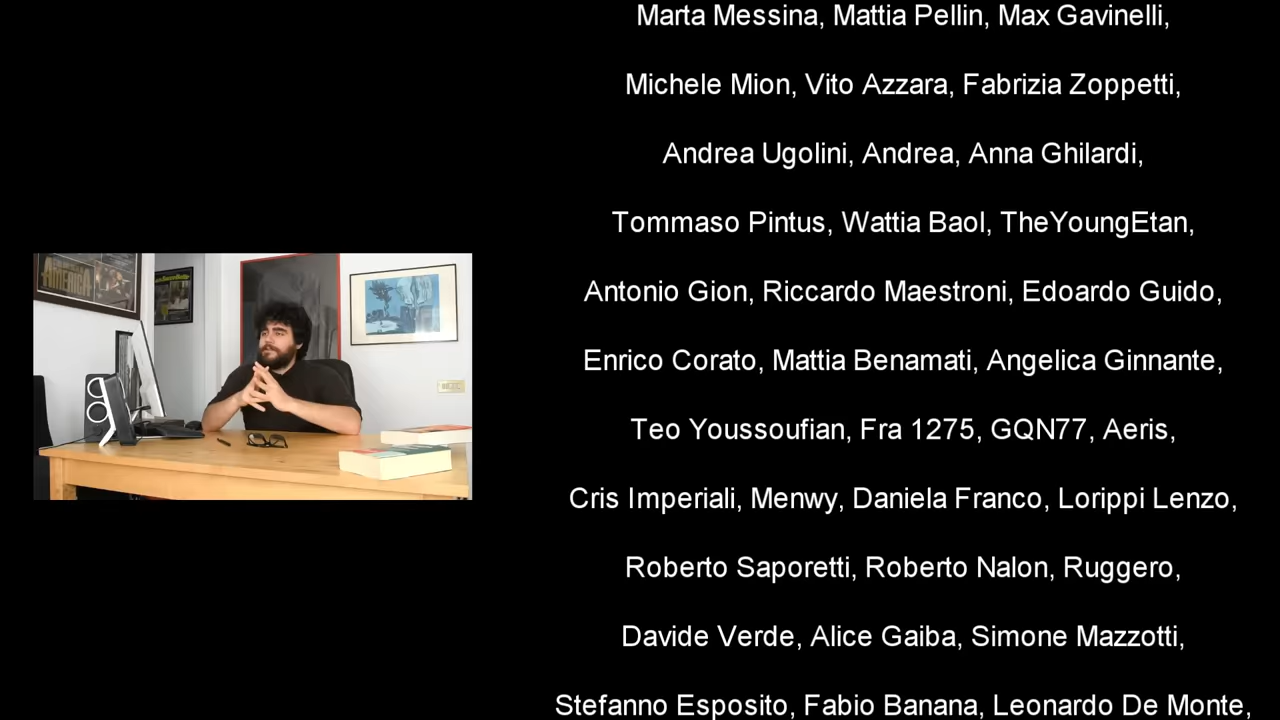 Marta Messina, Mattia Pellin, Max Gavinelli,
Michele Mion, Vito Azzara, Fabrizia Zoppetti,
Andrea Ugolini, Andrea, Anna Ghilardi,
Tommaso Pintus, Wattia Baol, TheYoungEtan,
Antonio Gion, Riccardo Maestroni, Edoardo Guido,
Enrico Corato, Mattia Benamati, Angelica Ginnante,
Teo Youssoufian, Fra 1275, GQN77, Aeris,
Cris Imperiali, Menwy, Daniela Franco, Lorippi Lenzo,
Roberto Saporetti, Roberto Nalon, Ruggero,
Davide Verde, Alice Gaiba, Simone Mazzotti,
Stefanno Esposito, Fabio Banana, Leonardo De Monte,